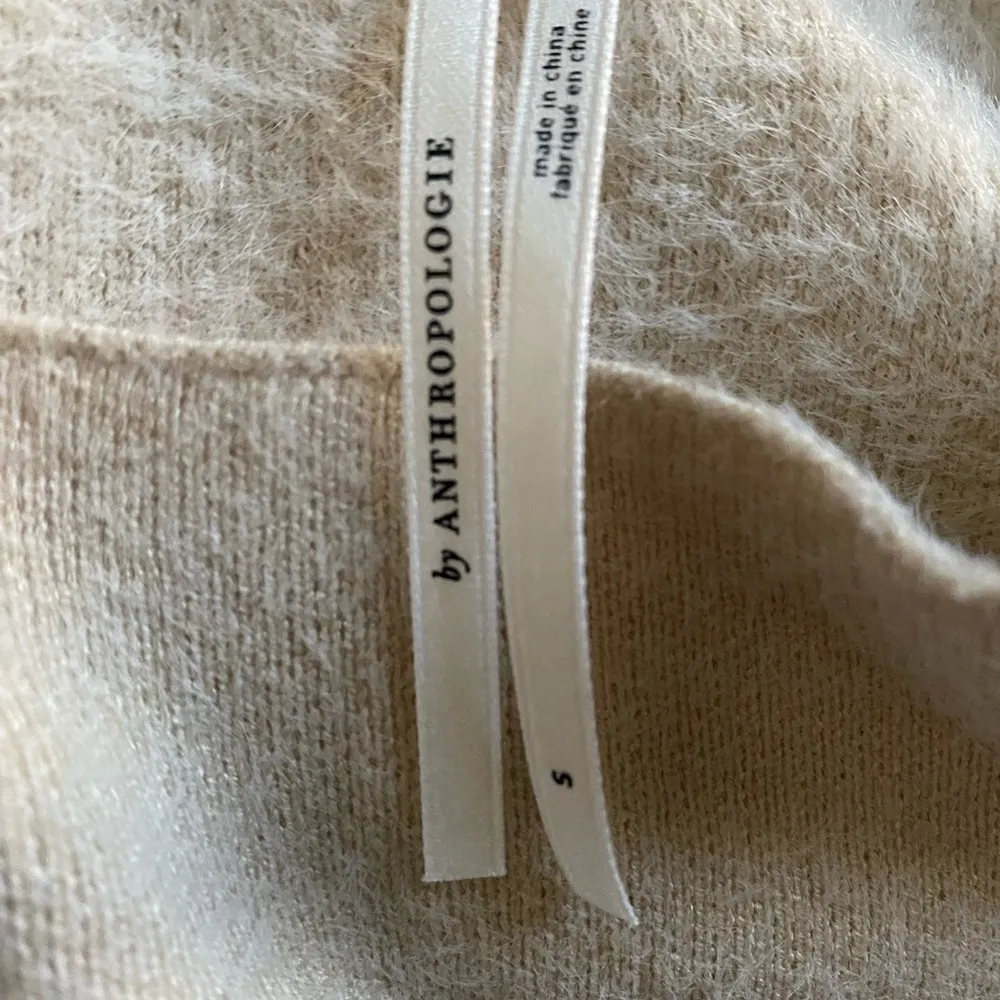 by ANTHROPOLOGIE
made in china
fabriqué en chine
s